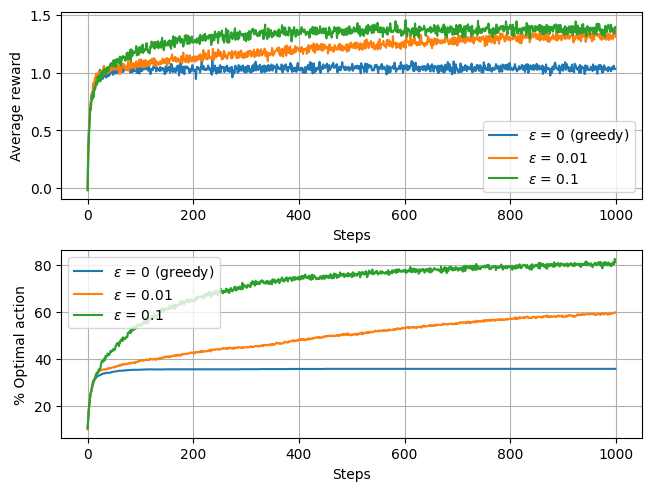 Average reward
1.5
1.0
0.5
0.0
ε = 0 (greedy)
ε = 0.01
ε = 0.1
0 200 400 600 800 1000
Steps
% Optimal action
80
60
40
20
ε = 0 (greedy)
ε = 0.01
ε = 0.1
0 200 400 600 800 1000
Steps